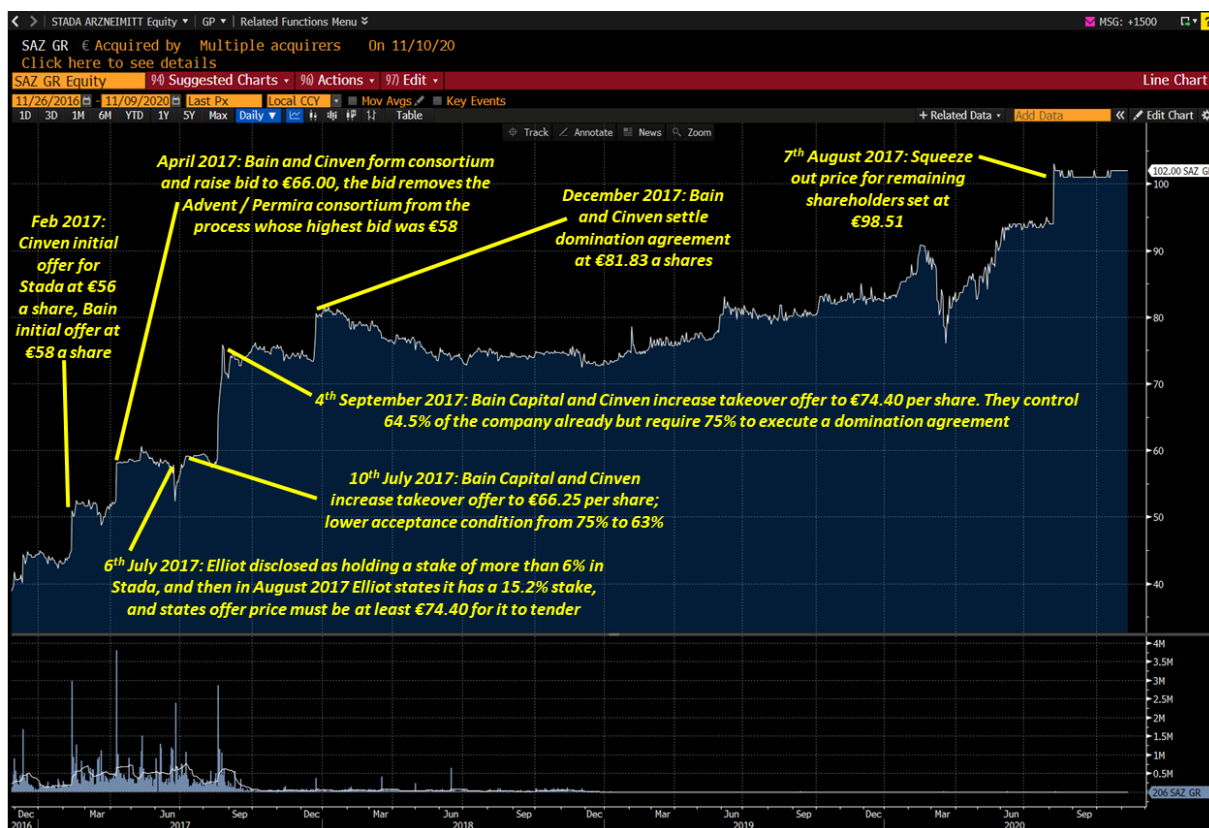 STADA ARZNEIMITT Equity GP Related Functions Menu MSG: +1500
SAZ GR € Acquired by Multiple acquirers On 11/10/20
Click here to see details
SAZ GR Equity 94) Suggested Charts 96) Actions 97) Edit Line Chart
11/26/2016 - 11/09/2020 Last Px Local CCY Mov Avgs Key Events
1D 3D 1M 6M YTD 1Y 5Y Max Daily ▼ Table + Related Data Add Data « Edit Chart
Track Annotate News Zoom
April 2017: Bain and Cinven form consortium
and raise bid to €66.00, the bid removes the
Advent / Permira consortium from the
process whose highest bid was €58
7th August 2017: Squeeze
out price for remaining
shareholders set at
€98.51
December 2017: Bain
and Cinven settle
domination agreement
at €81.83 a shares
Feb 2017:
Cinven initial
offer for
Stada at €56
a share, Bain
initial offer at
€58 a share
4th September 2017: Bain Capital and Cinven increase takeover offer to €74.40 per share. They control
64.5% of the company already but require 75% to execute a domination agreement
10th July 2017: Bain Capital and Cinven
increase takeover offer to €66.25 per share;
lower acceptance condition from 75% to 63%
6th July 2017: Elliot disclosed as holding a stake of more than 6% in
Stada, and then in August 2017 Elliot states it has a 15.2% stake,
and states offer price must be at least €74.40 for it to tender
102.00 SAZ GR
100
90
80
70
60
50
40
4M
3.5M
3M
2.5M
2M
1.5M
1M
0.5M
206 SAZ GR
Dec Mar Jun Sep Dec Mar Jun Sep Dec Mar Jun Sep Dec Mar Jun Sep
2016 2017 2018 2019 2020